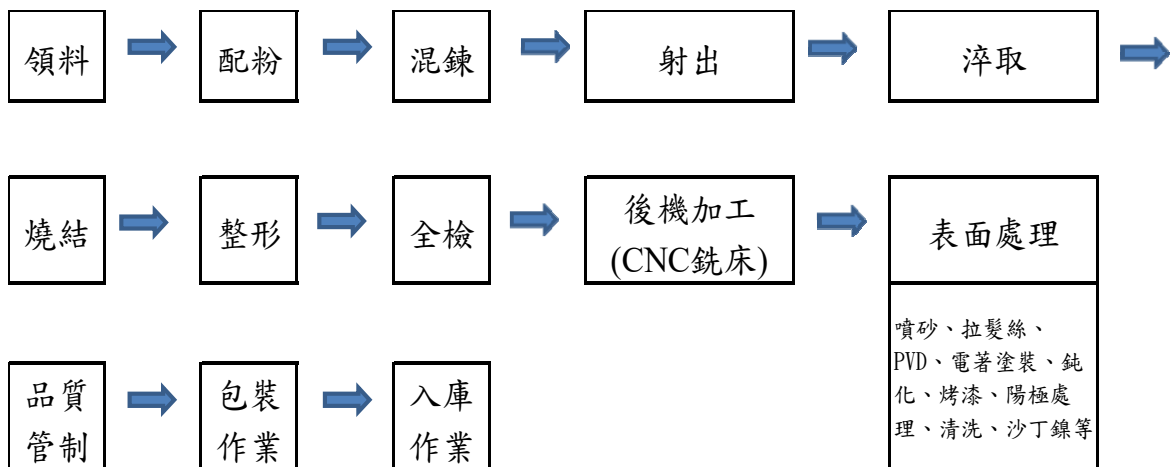 領料
配粉
混鍊
射出
淬取
燒結
整形
全檢
後機加工
(CNC銑床)
表面處理
噴砂、拉髮絲、
PVD、電著塗裝、鈍
化、烤漆、陽極處
理、清洗、沙丁鎳等
品質
管制
包裝
作業
入庫
作業